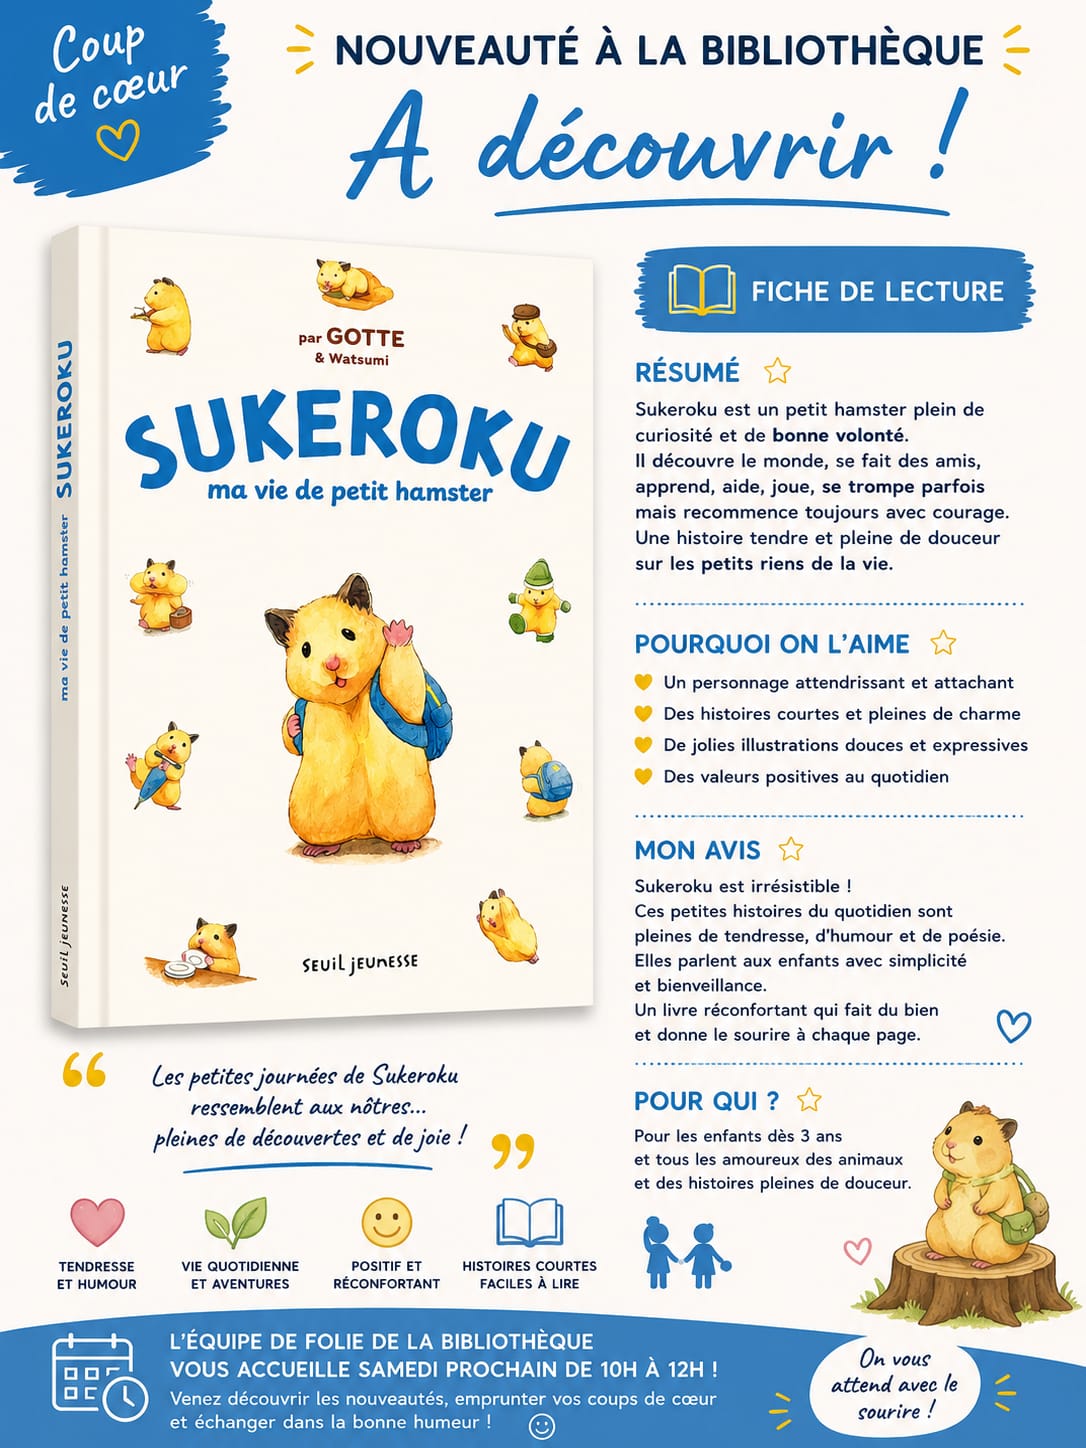 Coup
de cœur
NOUVEAUTÉ À LA BIBLIOTHÈQUE
A découvrir !
par GOTTE
& Watsumi
SUKEROKU
ma vie de petit hamster
SEUIL JEUNESSE
ma vie de petit hamster SUKEROKU
SEUIL JEUNESSE
FICHE DE LECTURE
RÉSUMÉ
Sukeroku est un petit hamster plein de
curiosité et de bonne volonté.
Il découvre le monde, se fait des amis,
apprend, aide, joue, se trompe parfois
mais recommence toujours avec courage.
Une histoire tendre et pleine de douceur
sur les petits riens de la vie.
POURQUOI ON L'AIME
Un personnage attendrissant et attachant
Des histoires courtes et pleines de charme
De jolies illustrations douces et expressives
Des valeurs positives au quotidien
MON AVIS
Sukeroku est irrésistible !
Ces petites histoires du quotidien sont
pleines de tendresse, d'humour et de poésie.
Elles parlent aux enfants avec simplicité
et bienveillance.
Un livre réconfortant qui fait du bien
et donne le sourire à chaque page.
POUR QUI ?
Pour les enfants dès 3 ans
et tous les amoureux des animaux
et des histoires pleines de douceur.
“ Les petites journées de Sukeroku
ressemblent aux nôtres...
pleines de découvertes et de joie ! ”
TENDRESSE
ET HUMOUR
VIE QUOTIDIENNE
ET AVENTURES
POSITIF ET
RÉCONFORTANT
HISTOIRES COURTES
FACILES À LIRE
L'ÉQUIPE DE FOLIE DE LA BIBLIOTHÈQUE
VOUS ACCUEILLE SAMEDI PROCHAIN DE 10H À 12H !
Venez découvrir les nouveautés, emprunter vos coups de cœur
et échanger dans la bonne humeur !
On vous
attend avec le
sourire !